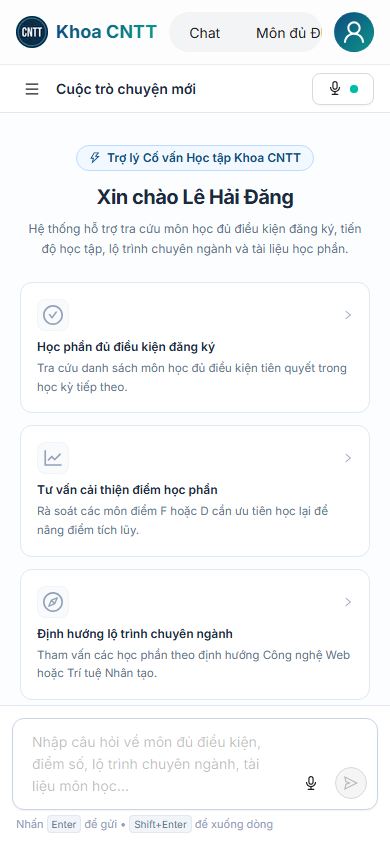 CNTT
Khoa CNTT
Chat
Môn đủ
Cuộc trò chuyện mới
Trợ lý Cố vấn Học tập Khoa CNTT
Xin chào Lê Hải Đăng
Hệ thống hỗ trợ tra cứu môn học đủ điều kiện đăng ký, tiến
độ học tập, lộ trình chuyên ngành và tài liệu học phần.
Học phần đủ điều kiện đăng ký
Tra cứu danh sách môn học đủ điều kiện tiên quyết trong
học kỳ tiếp theo.
Tư vấn cải thiện điểm học phần
Rà soát các môn điểm F hoặc D cần ưu tiên học lại để
nâng điểm tích lũy.
Định hướng lộ trình chuyên ngành
Tham vấn các học phần theo định hướng Công nghệ Web
hoặc Trí tuệ Nhân tạo.
Nhập câu hỏi về môn đủ điều kiện,
điểm số, lộ trình chuyên ngành, tài
liệu môn học...
Nhấn Enter để gửi • Shift+Enter để xuống dòng